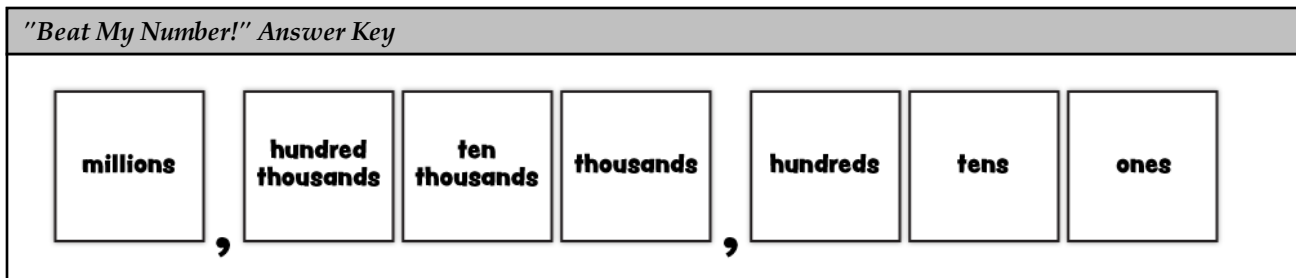 "Beat My Number!" Answer Key
millions , hundred thousands ten thousands thousands , hundreds tens ones